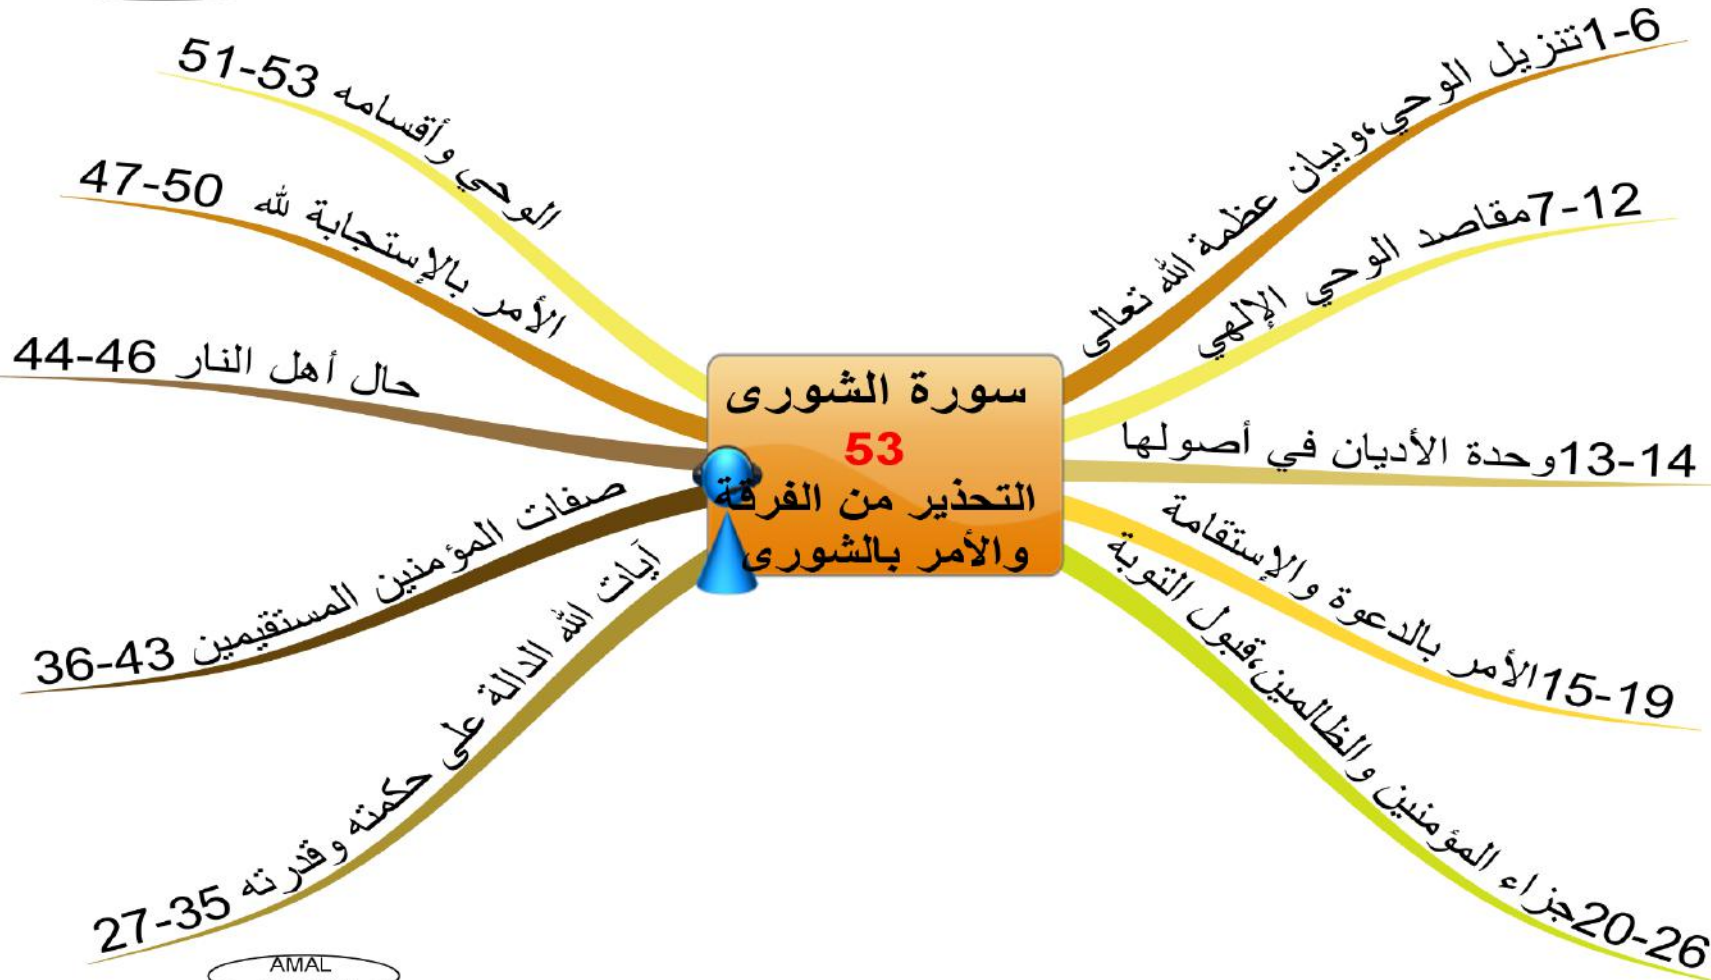 سورة الشورى
53
التحذير من الفرقة
والأمر بالشورى
1-6تنزيل الوحي،وبيان عظمة الله تعالى
7-12مقاصد الوحي الإلهي
13-14وحدة الأديان في أصولها
15-19الأمر بالدعوة والإستقامة
20-26جزاء المؤمنين والظالمين،قبول التوبة
آيات الله الدالة على حكمته وقدرته 27-35
صفات المؤمنين المستقيمين 36-43
حال أهل النار 44-46
الأمر بالإستجابة لله 47-50
الوحي وأقسامه 51-53
AMAL